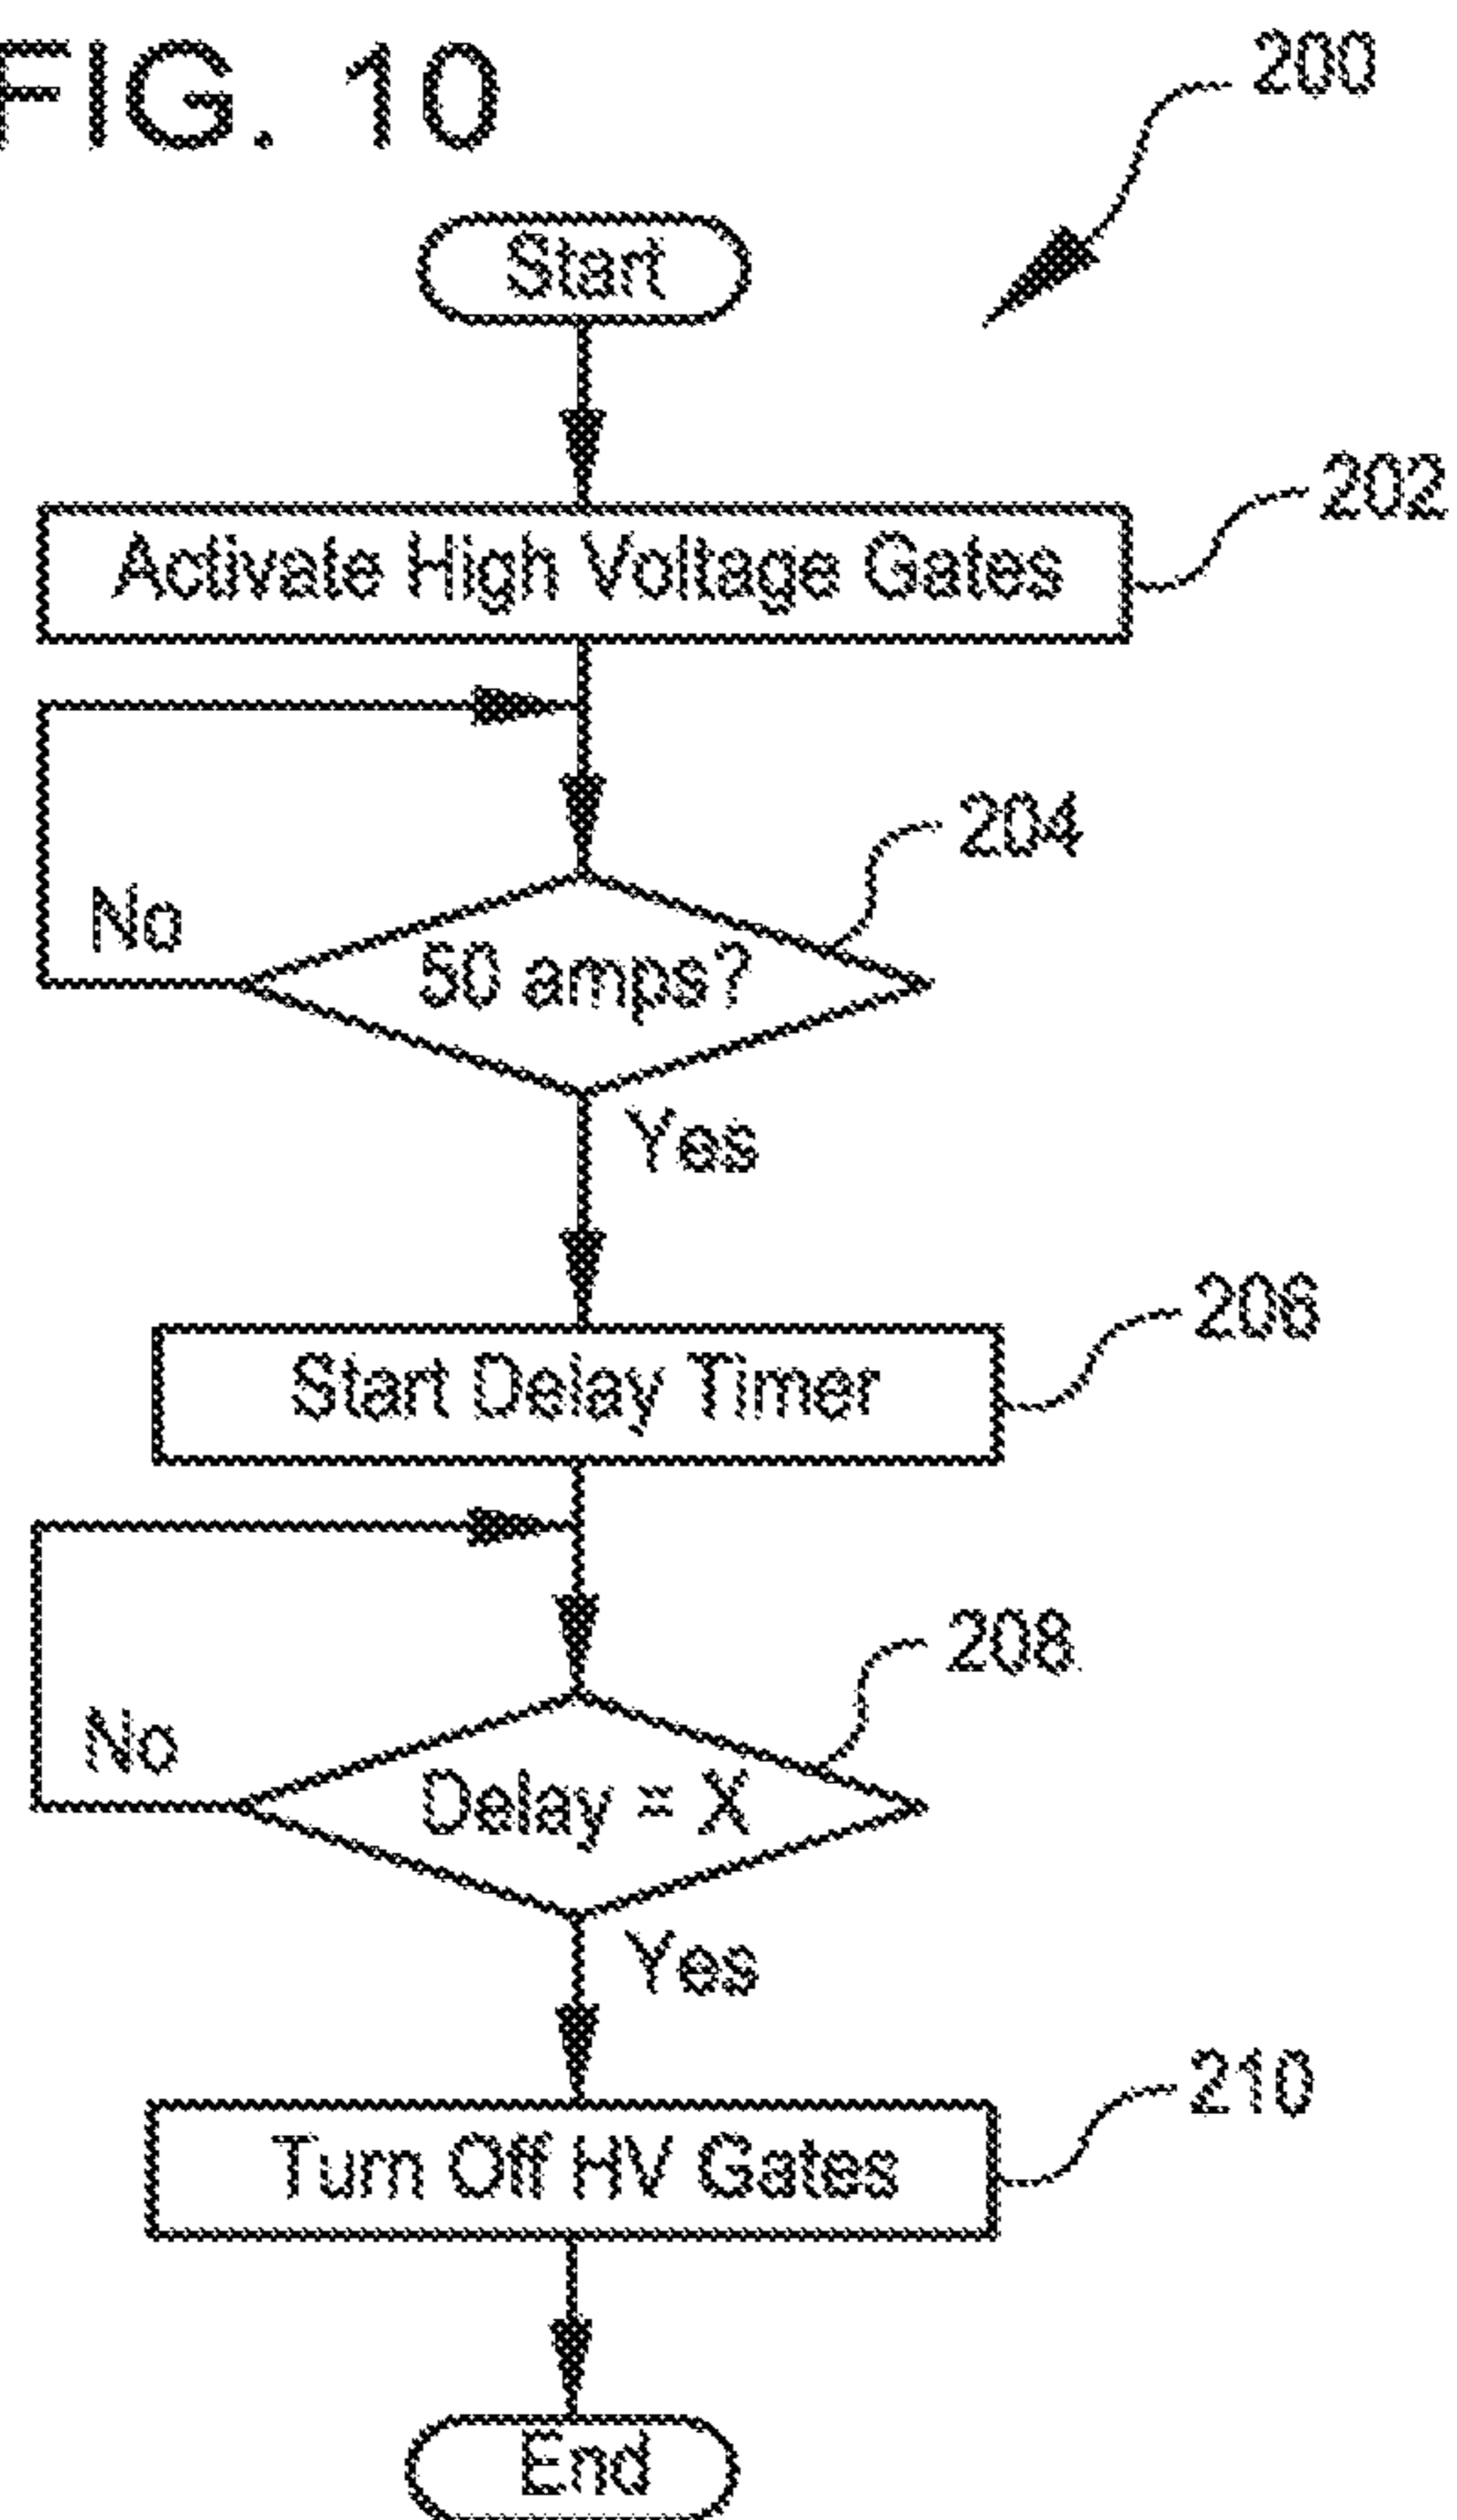 FIG. 10
200
Start
Activate High Voltage Gates
202
204
No
50 amps?
Yes
Start Delay Timer
206
208
No
Delay = X
Yes
Turn Off HV Gates
210
End